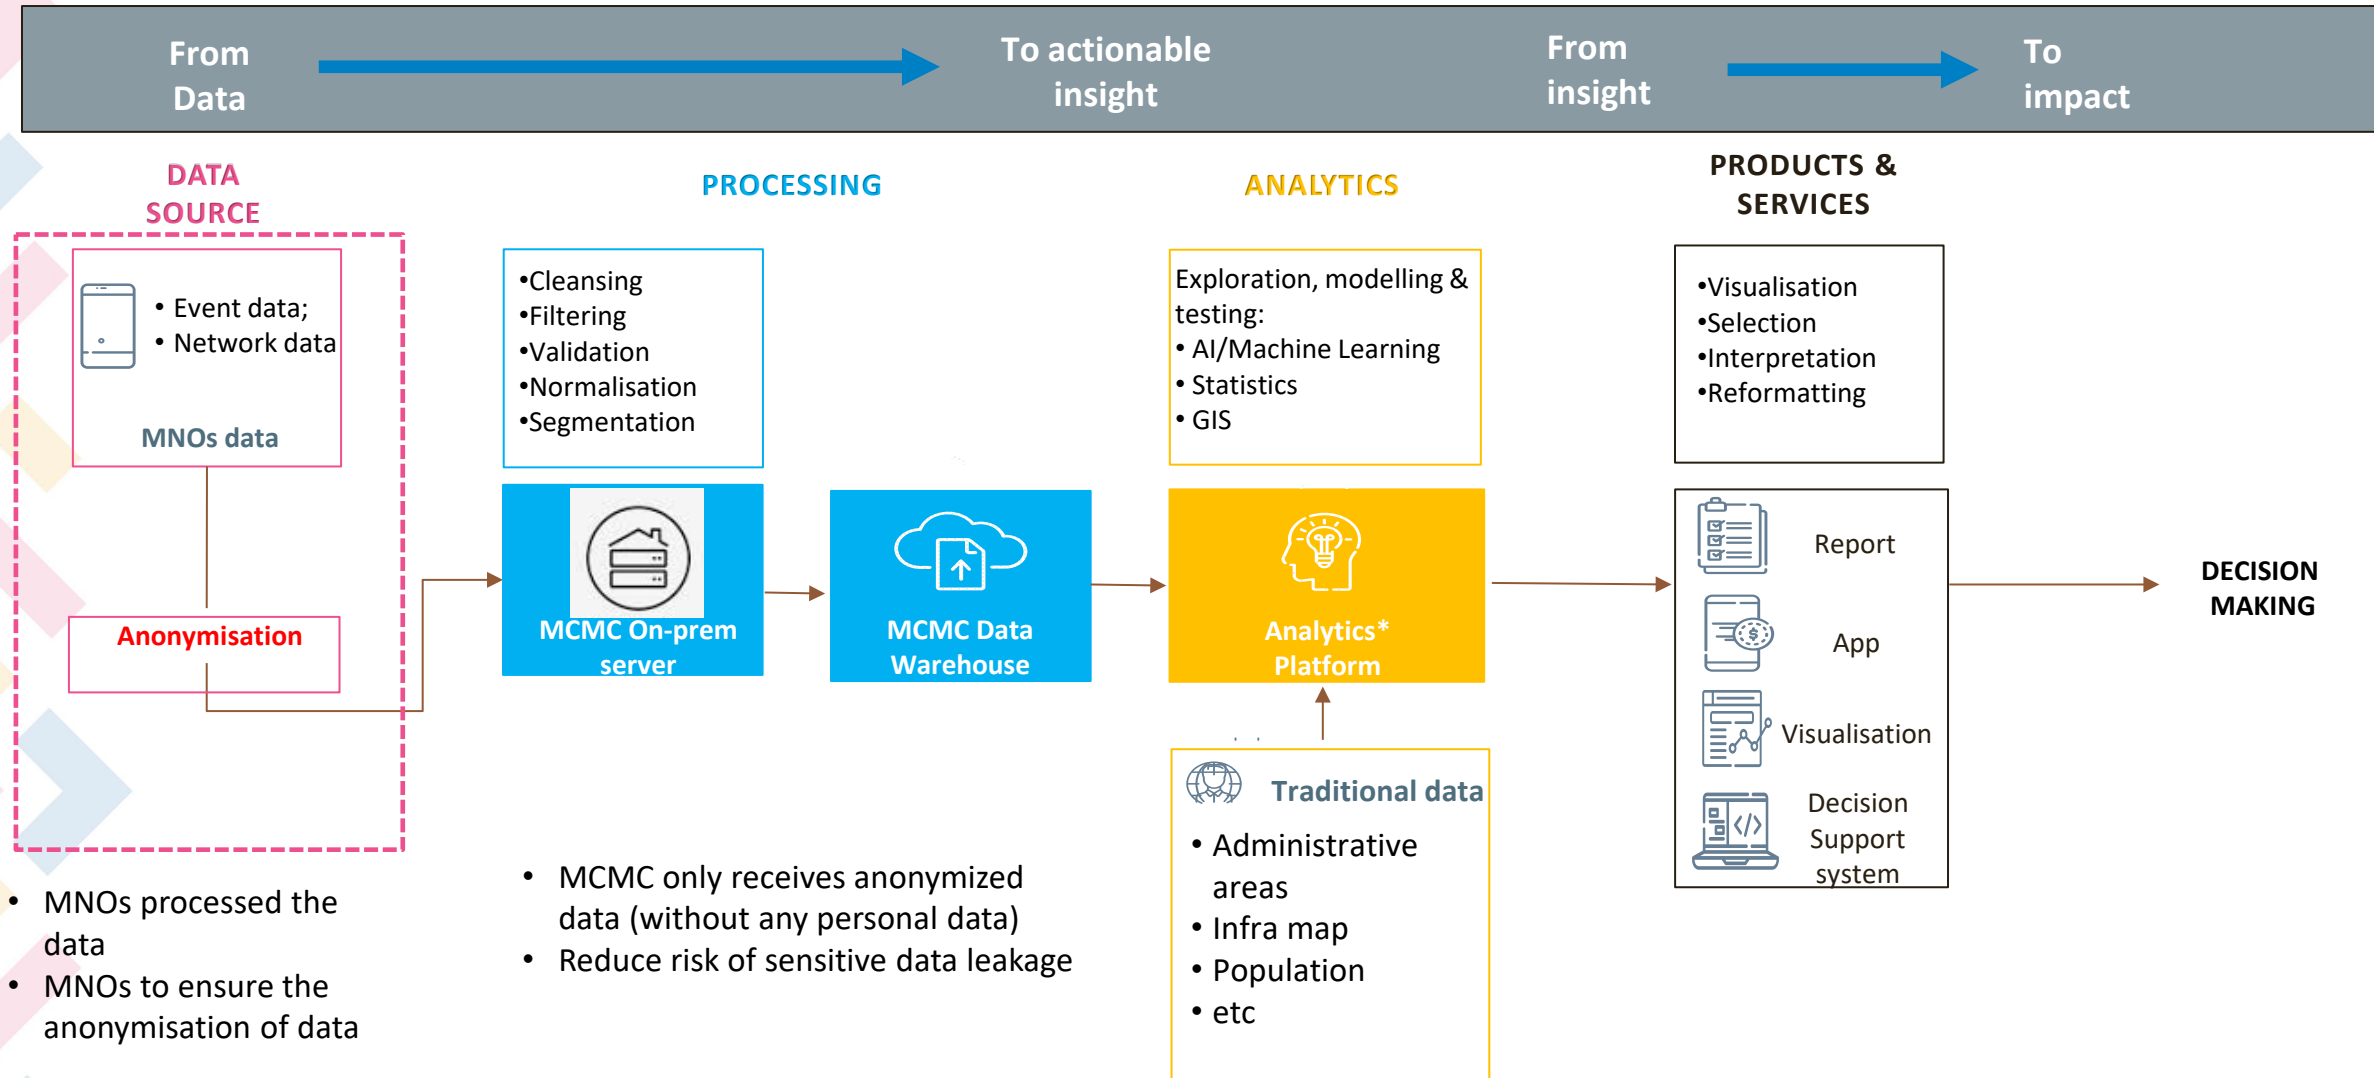 From
Data
To actionable
insight
From
insight
To
impact
DATA
SOURCE
• Event data;
• Network data
MNOs data
Anonymisation
• MNOs processed the
data
• MNOs to ensure the
anonymisation of data
PROCESSING
•Cleansing
•Filtering
•Validation
•Normalisation
•Segmentation
MCMC On-prem
server
MCMC Data
Warehouse
• MCMC only receives anonymized
data (without any personal data)
• Reduce risk of sensitive data leakage
ANALYTICS
Exploration, modelling &
testing:
• AI/Machine Learning
• Statistics
• GIS
Analytics*
Platform
Traditional data
• Administrative
areas
• Infra map
• Population
• etc
PRODUCTS &
SERVICES
•Visualisation
•Selection
•Interpretation
•Reformatting
Report
App
Visualisation
Decision
Support
system
DECISION
MAKING